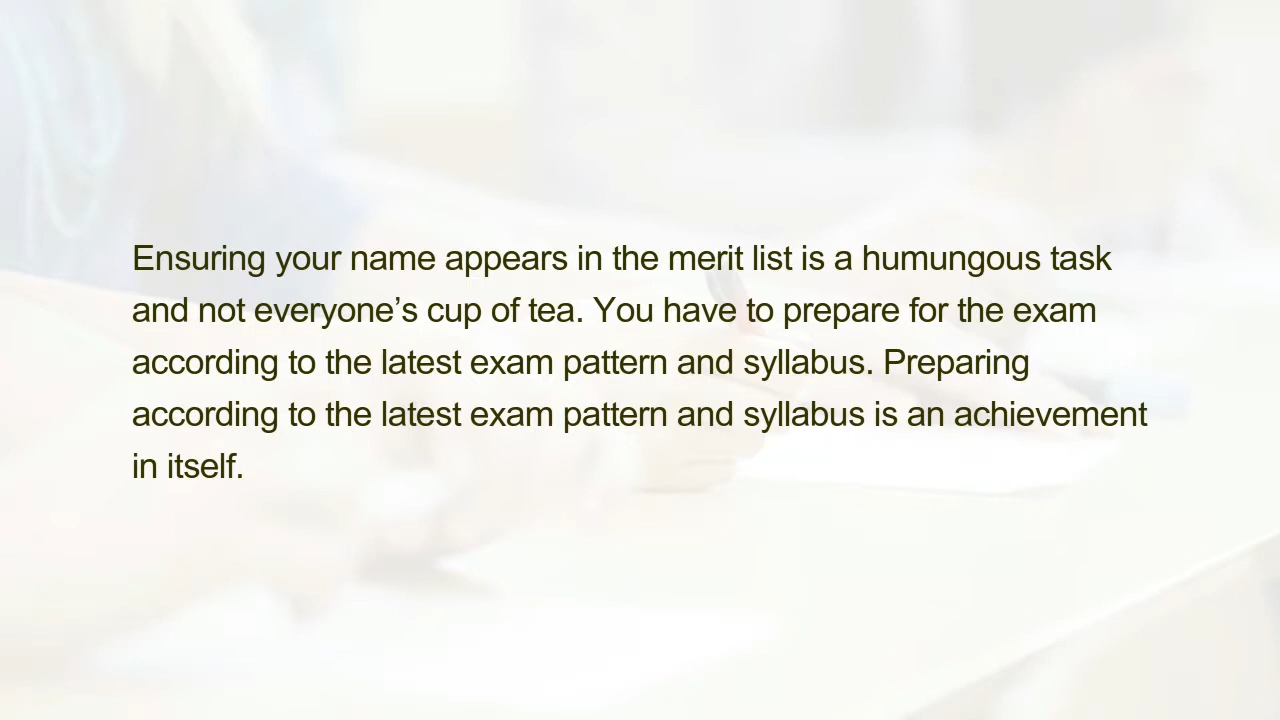 Ensuring your name appears in the merit list is a humungous task
and not everyone’s cup of tea. You have to prepare for the exam
according to the latest exam pattern and syllabus. Preparing
according to the latest exam pattern and syllabus is an achievement
in itself.